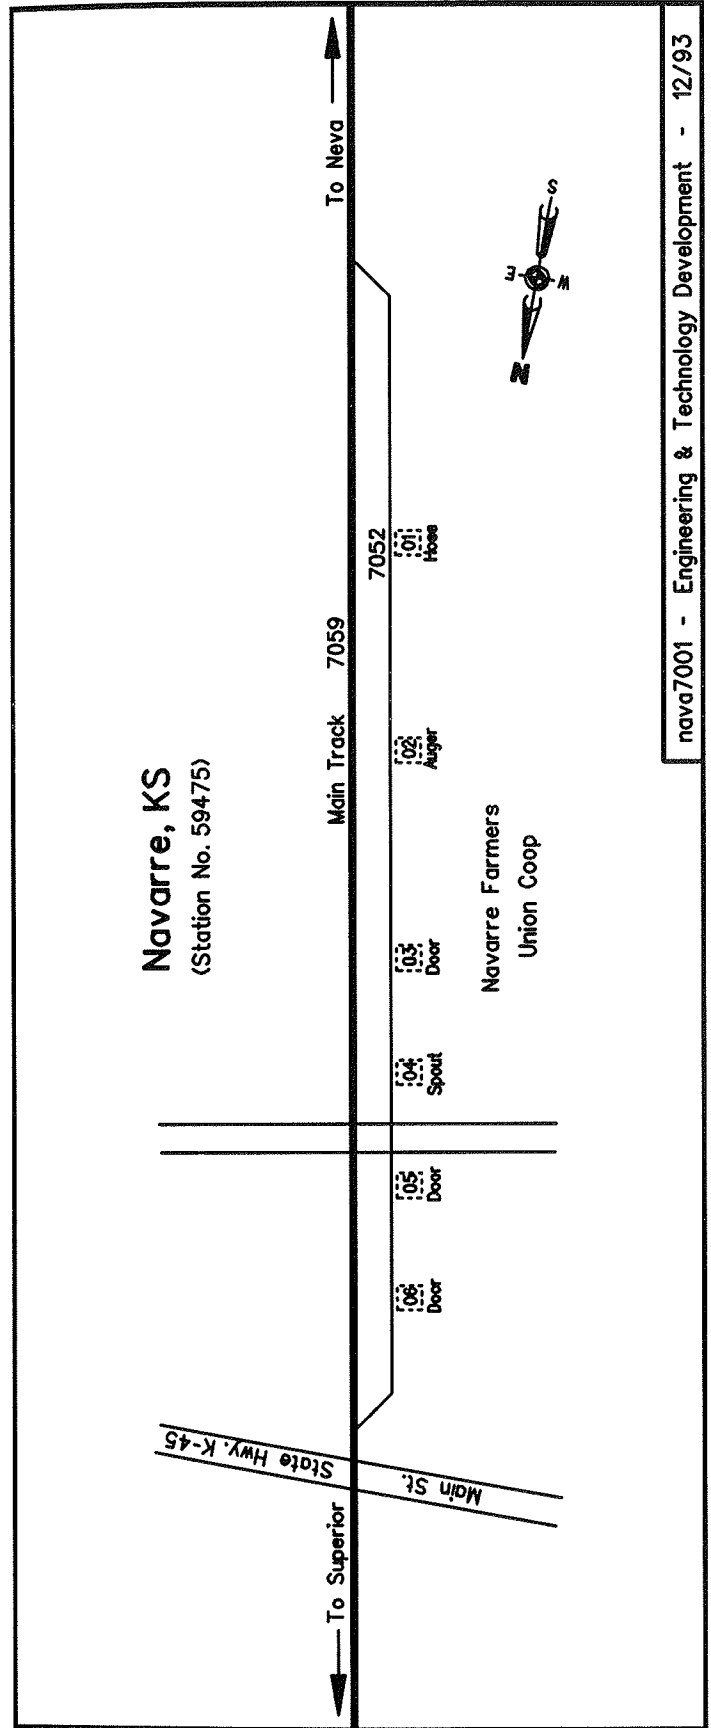 Navarre, KS
(Station No. 59475)
To Superior
Main Track 7059
To Neva
7052
State Hwy. K-45
Main St.
06
Door
05
Door
04
Spout
03
Door
02
Auger
01
Hose
Navarre Farmers
Union Coop
N
E
W
S
nava7001 - Engineering & Technology Development - 12/93